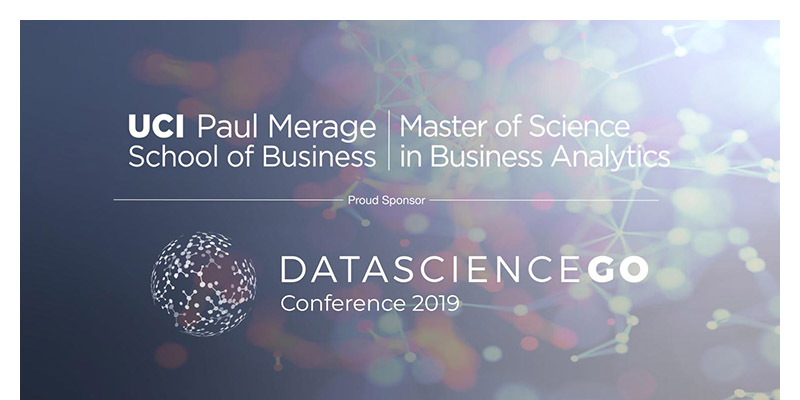 UCI Paul Merage
School of Business
Master of Science
in Business Analytics
Proud Sponsor
DATASCIENCEGO
Conference 2019